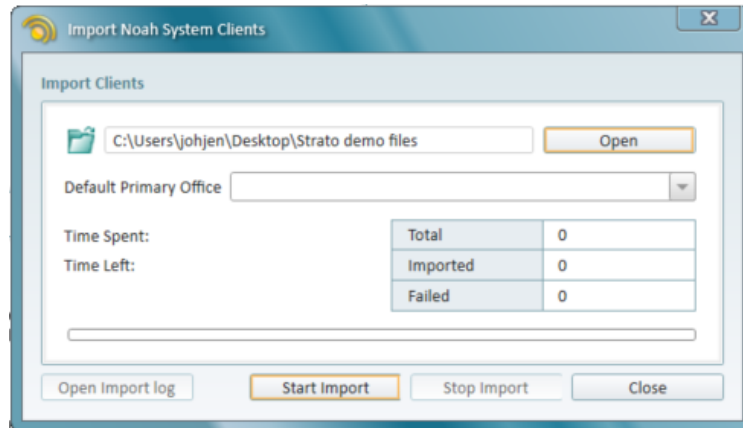 Import Noah System Clients
Import Clients
C:\Users\johjen\Desktop\Strato demo files Open
Default Primary Office
Time Spent: Total 0
Time Left: Imported 0
Failed 0
Open Import log Start Import Stop Import Close